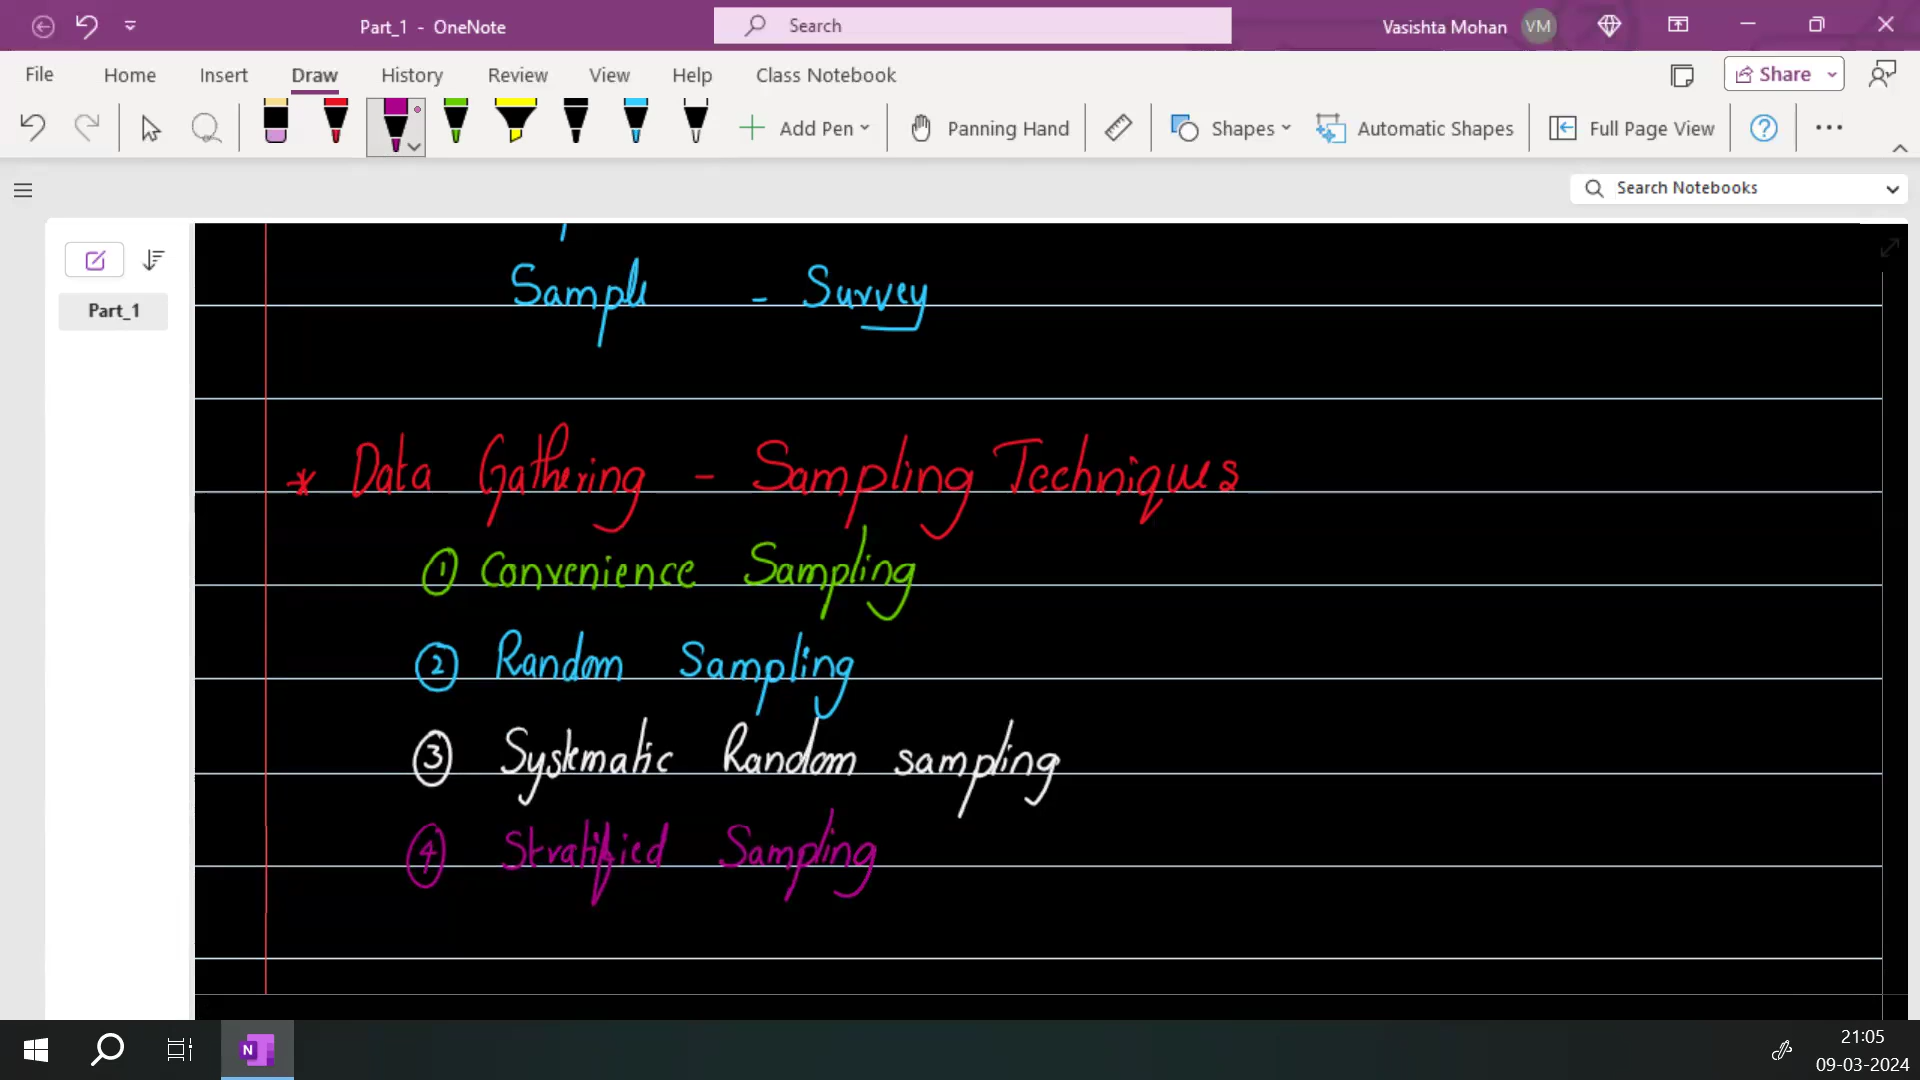 Part_1 - OneNote
Search
Vasishta Mohan VM
File Home Insert Draw History Review View Help Class Notebook
Share
Add Pen Panning Hand Shapes Automatic Shapes Full Page View
Search Notebooks
Part_1
Sample - Survey
* Data Gathering - Sampling Techniques
① Convenience Sampling
② Random Sampling
③ Systematic Random sampling
④ Stratified Sampling
N
21:05
09-03-2024